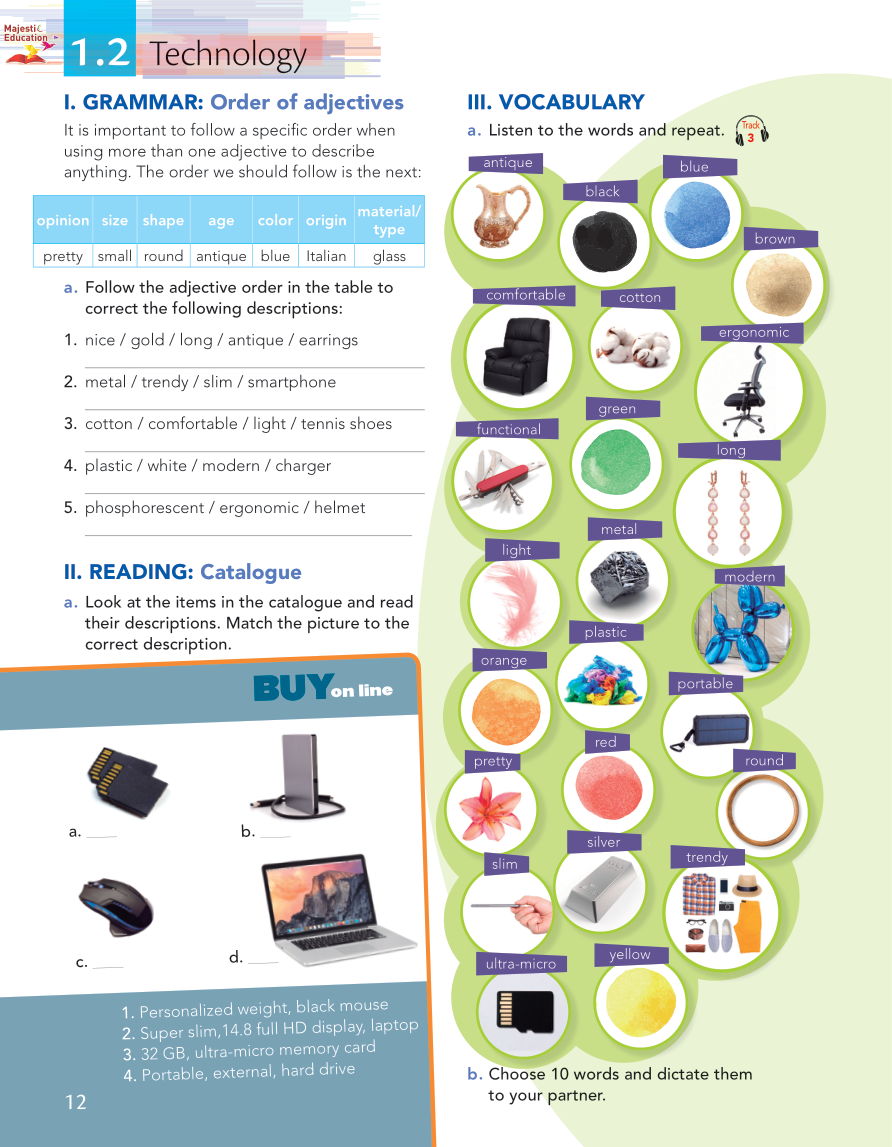 Majestic
Education
1.2 Technology
I. GRAMMAR: Order of adjectives
It is important to follow a specific order when
using more than one adjective to describe
anything. The order we should follow is the next:
opinion size shape age color origin material/
type
pretty small round antique blue Italian glass
a. Follow the adjective order in the table to
correct the following descriptions:
1. nice / gold / long / antique / earrings
2. metal / trendy / slim / smartphone
3. cotton / comfortable / light / tennis shoes
4. plastic / white / modern / charger
5. phosphorescent / ergonomic / helmet
II. READING: Catalogue
a. Look at the items in the catalogue and read
their descriptions. Match the picture to the
correct description.
BUY on line
a. ____
b. ____
c. ____
d. ____
1. Personalized weight, black mouse
2. Super slim,14.8 full HD display, laptop
3. 32 GB, ultra-micro memory card
4. Portable, external, hard drive
12
III. VOCABULARY
a. Listen to the words and repeat.
Track
3
antique
black
blue
brown
comfortable
cotton
ergonomic
functional
green
long
light
metal
modern
orange
plastic
portable
pretty
red
round
slim
silver
trendy
ultra-micro
yellow
b. Choose 10 words and dictate them
to your partner.